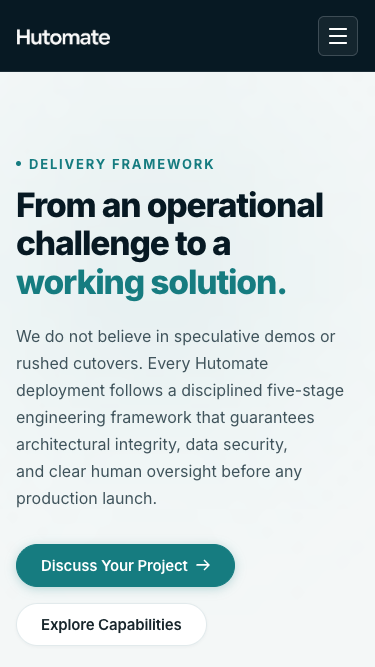 Hutomate
• DELIVERY FRAMEWORK
From an operational
challenge to a
working solution.
We do not believe in speculative demos or
rushed cutovers. Every Hutomate
deployment follows a disciplined five-stage
engineering framework that guarantees
architectural integrity, data security,
and clear human oversight before any
production launch.
Discuss Your Project →
Explore Capabilities